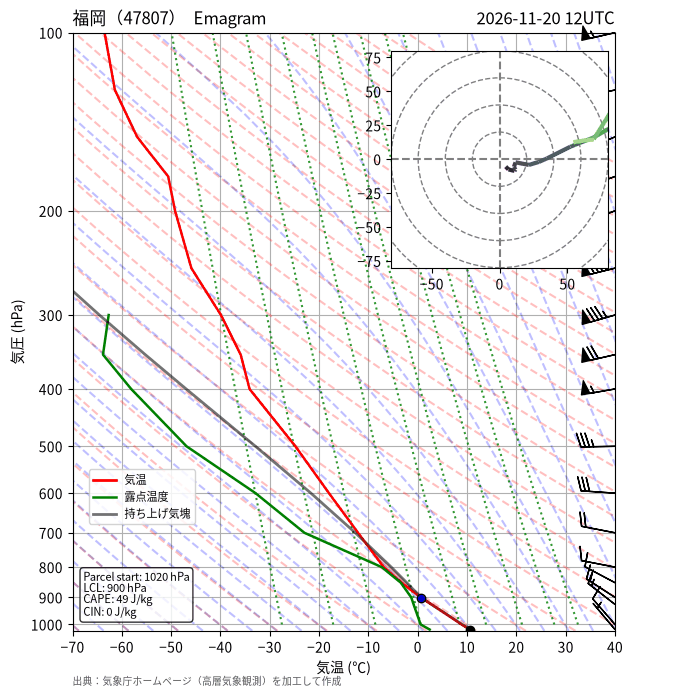 福岡（47807） Emagram
2026-11-20 12UTC
100
200
300
400
500
600
700
800
900
1000
気圧 (hPa)
75
50
25
0
−25
−50
−75
−50
0
50
気温
露点温度
持ち上げ気塊
Parcel start: 1020 hPa
LCL: 900 hPa
CAPE: 49 J/kg
CIN: 0 J/kg
−70
−60
−50
−40
−30
−20
−10
0
10
20
30
40
気温 (°C)
出典：気象庁ホームページ（高層気象観測）を加工して作成